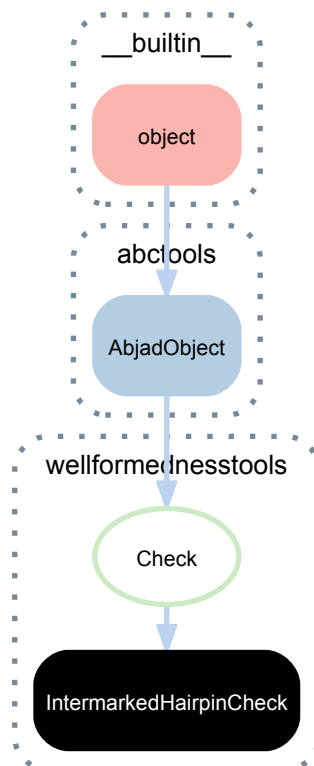 __builtin__
object
abctools
AbjadObject
wellformednesstools
Check
IntermarkedHairpinCheck